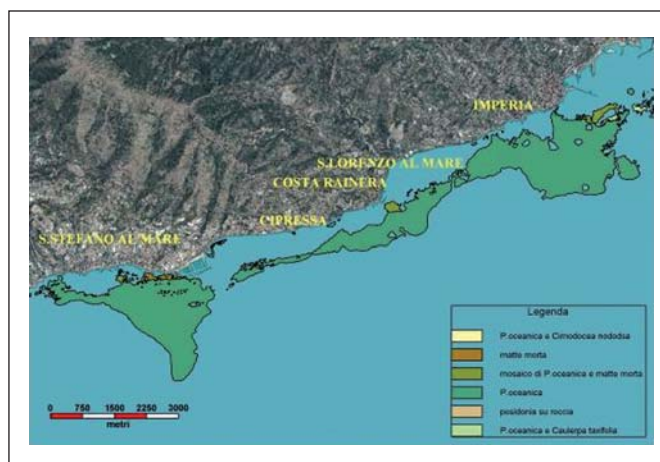 IMPERIA
S.LORENZO AL MARE
COSTA RAINERA
CIPRESSA
S.STEFANO AL MARE
Legenda
P.oceanica e Cimodocea nododsa
matte morta
mosaico di P.oceanica e matte morta
P.oceanica
posidonia su roccia
P.oceanica e Caulerpa taxifolia
0 750 1500 2250 3000
metri